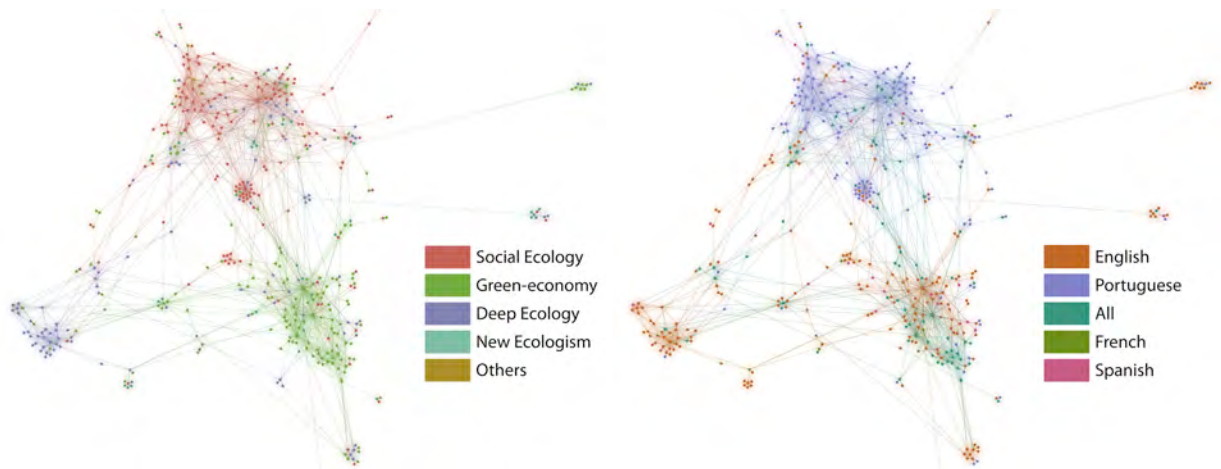 Social Ecology
Green-economy
Deep Ecology
New Ecologism
Others
English
Portuguese
All
French
Spanish